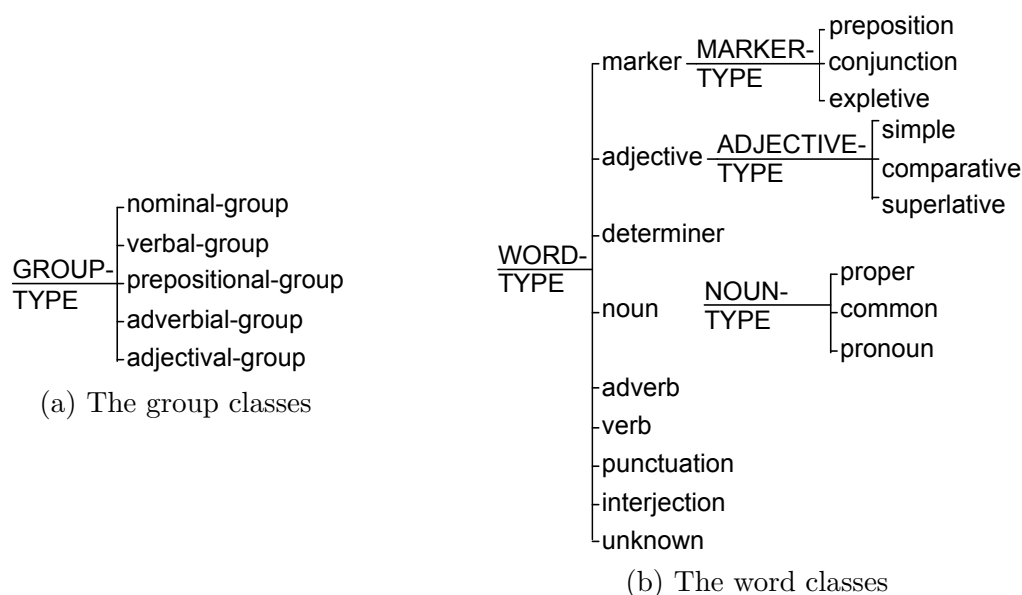 GROUP-
TYPE
nominal-group
verbal-group
prepositional-group
adverbial-group
adjectival-group
(a) The group classes
WORD-
TYPE
marker
MARKER-
TYPE
preposition
conjunction
expletive
adjective
ADJECTIVE-
TYPE
simple
comparative
superlative
determiner
noun
NOUN-
TYPE
proper
common
pronoun
adverb
verb
punctuation
interjection
unknown
(b) The word classes